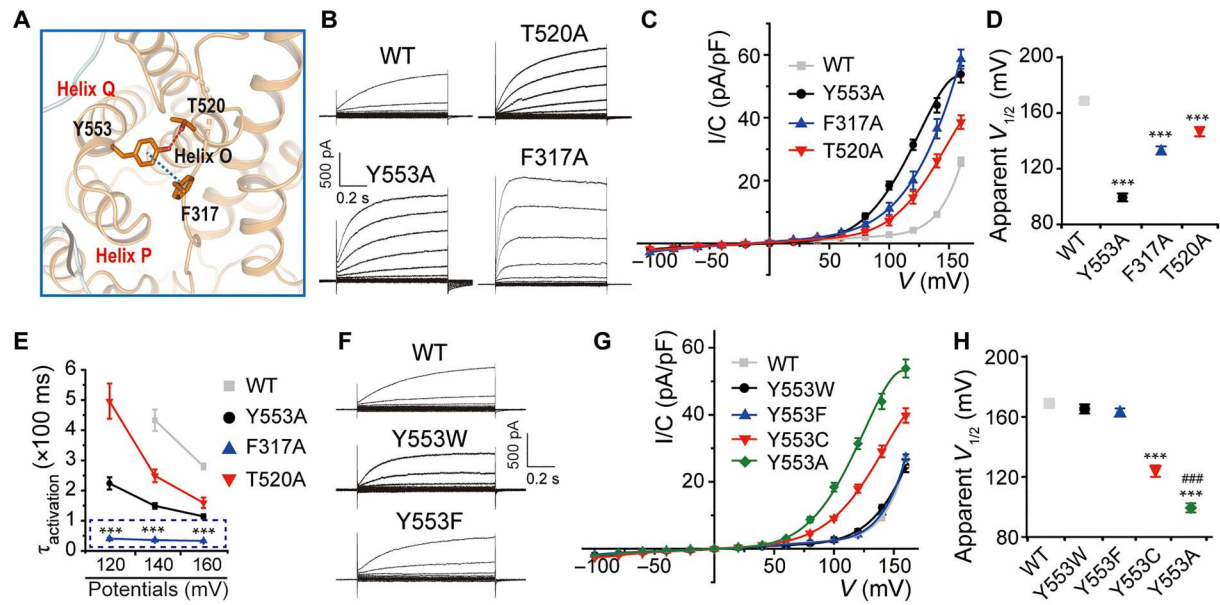 A
Helix Q
Y553
T520
Helix O
F317
Helix P
B
WT
T520A
Y553A
F317A
500 pA
0.2 s
C
I/C (pA/pF)
60
40
20
−100
−50
50
100
150
V (mV)
WT
Y553A
F317A
T520A
D
Apparent V1/2 (mV)
200
160
120
80
***
***
***
WT
Y553A
F317A
T520A
E
τactivation (×100 ms)
6
5
4
3
2
1
0
*** *** ***
120 140 160
Potentials (mV)
WT
Y553A
F317A
T520A
F
WT
Y553W
Y553F
500 pA
0.2 s
G
I/C (pA/pF)
60
40
20
−100
−50
50
100
150
V (mV)
WT
Y553W
Y553F
Y553C
Y553A
H
Apparent V1/2 (mV)
200
160
120
80
***
###
***
WT
Y553W
Y553F
Y553C
Y553A